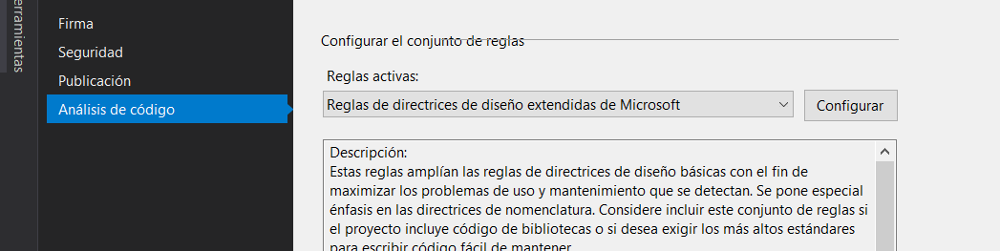 erramientas
Firma
Seguridad
Publicación
Análisis de código
Configurar el conjunto de reglas
Reglas activas:
Reglas de directrices de diseño extendidas de Microsoft
Configurar
Descripción:
Estas reglas amplían las reglas de directrices de diseño básicas con el fin de
maximizar los problemas de uso y mantenimiento que se detectan. Se pone especial
énfasis en las directrices de nomenclatura. Considere incluir este conjunto de reglas si
el proyecto incluye código de bibliotecas o si desea exigir los más altos estándares
para escribir código fácil de mantener.